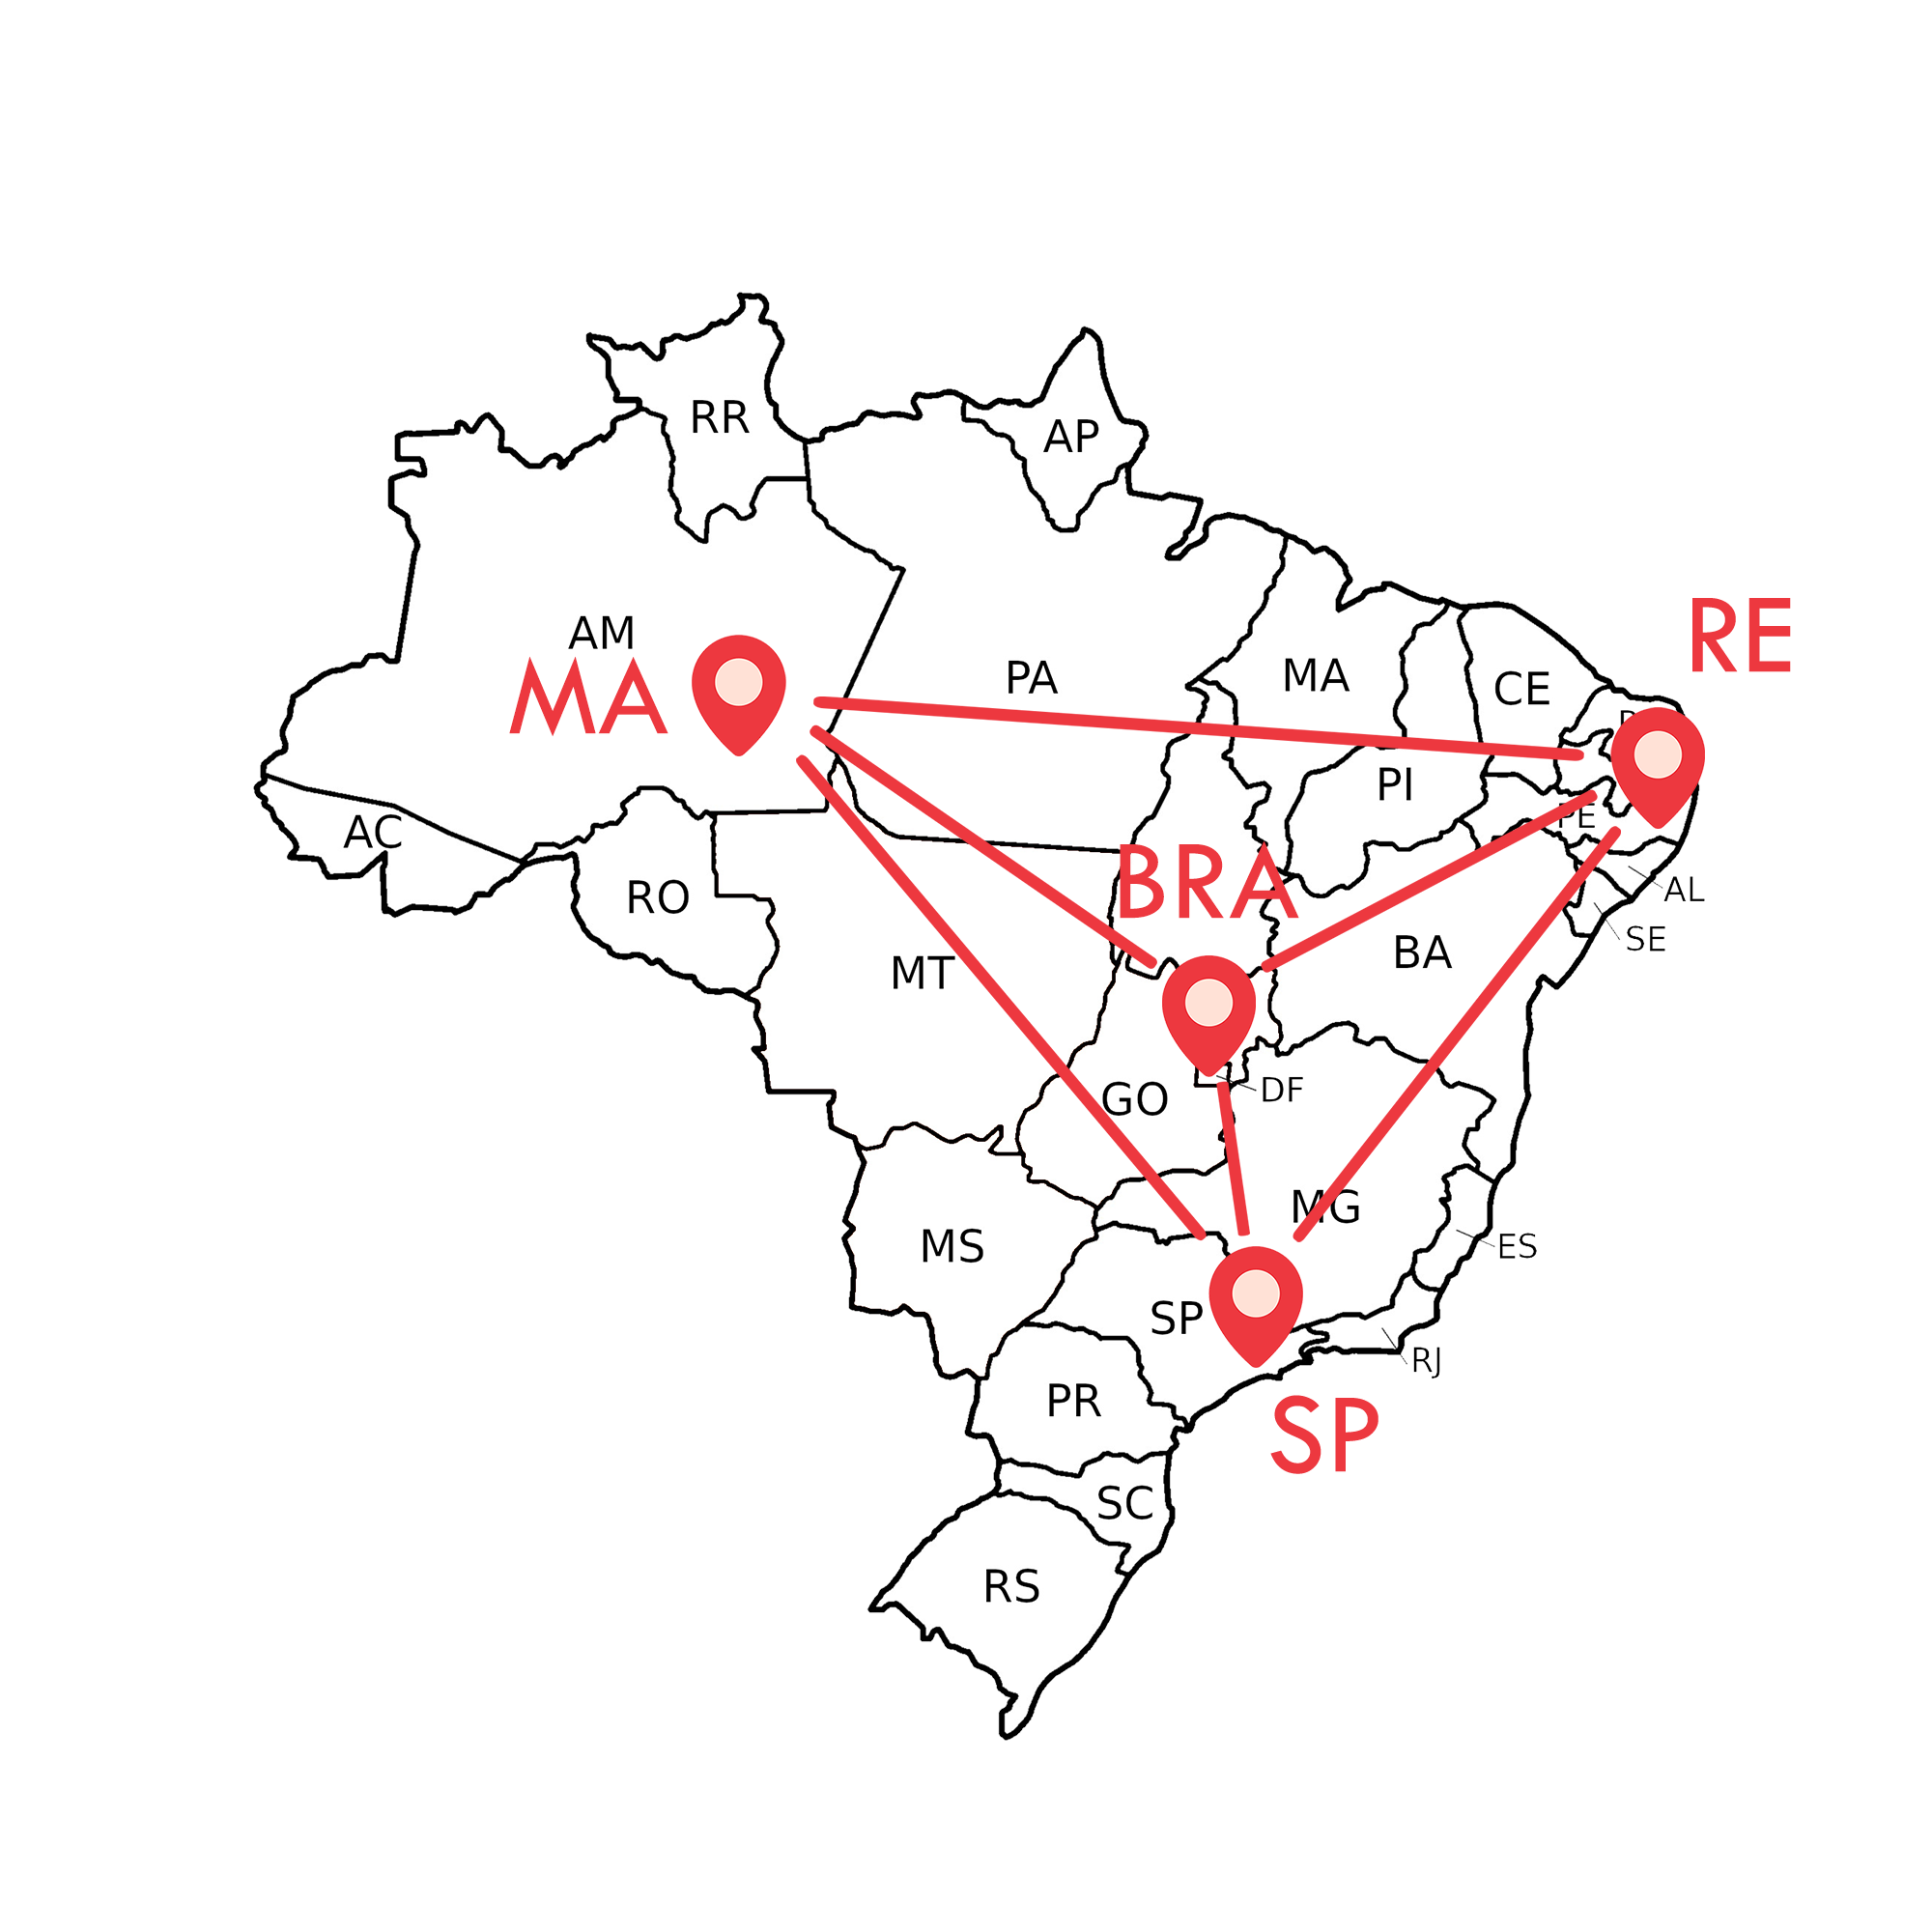 RR
AP
RE
AM
MA
PA
MA
CE
PI
PE
AC
BRA
RO
AL
SE
BA
MT
DF
GO
MG
MS
ES
SP
RJ
PR
SP
SC
RS